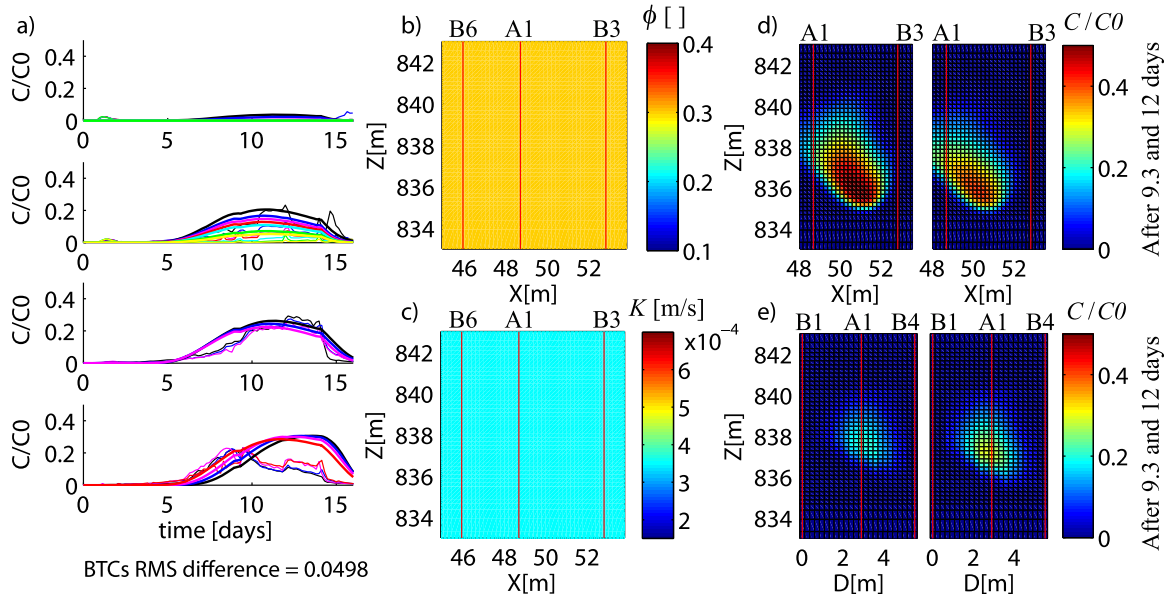 a)
C/C0
0.4
0.2
0
0 5 10 15
C/C0
0.4
0.2
0
0 5 10 15
C/C0
0.4
0.2
0
0 5 10 15
C/C0
0.4
0.2
0
0 5 10 15
time [days]
BTCs RMS difference = 0.0498
b)
B6 A1 B3
ϕ [ ]
Z[m]
842
840
838
836
834
46 48 50 52
X[m]
0.4
0.3
0.2
0.1
c)
B6 A1 B3
K [m/s]
x10⁻⁴
Z[m]
842
840
838
836
834
46 48 50 52
X[m]
6
5
4
2
d)
A1 B3 A1 B3
C/C0
Z[m]
842
840
838
836
834
48 50 52 48 50 52
X[m] X[m]
0.4
0.2
0
After 9.3 and 12 days
e)
B1 A1 B4 B1 A1 B4
C/C0
Z[m]
842
840
838
836
834
0 2 4 0 2 4
D[m] D[m]
0.4
0.2
0
After 9.3 and 12 days